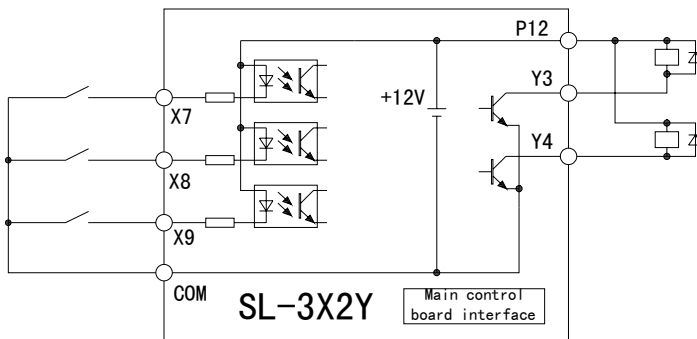 P12
Y3
Z
X7
+12V
Y4
Z
X8
X9
COM
SL-3X2Y
Main control
board interface